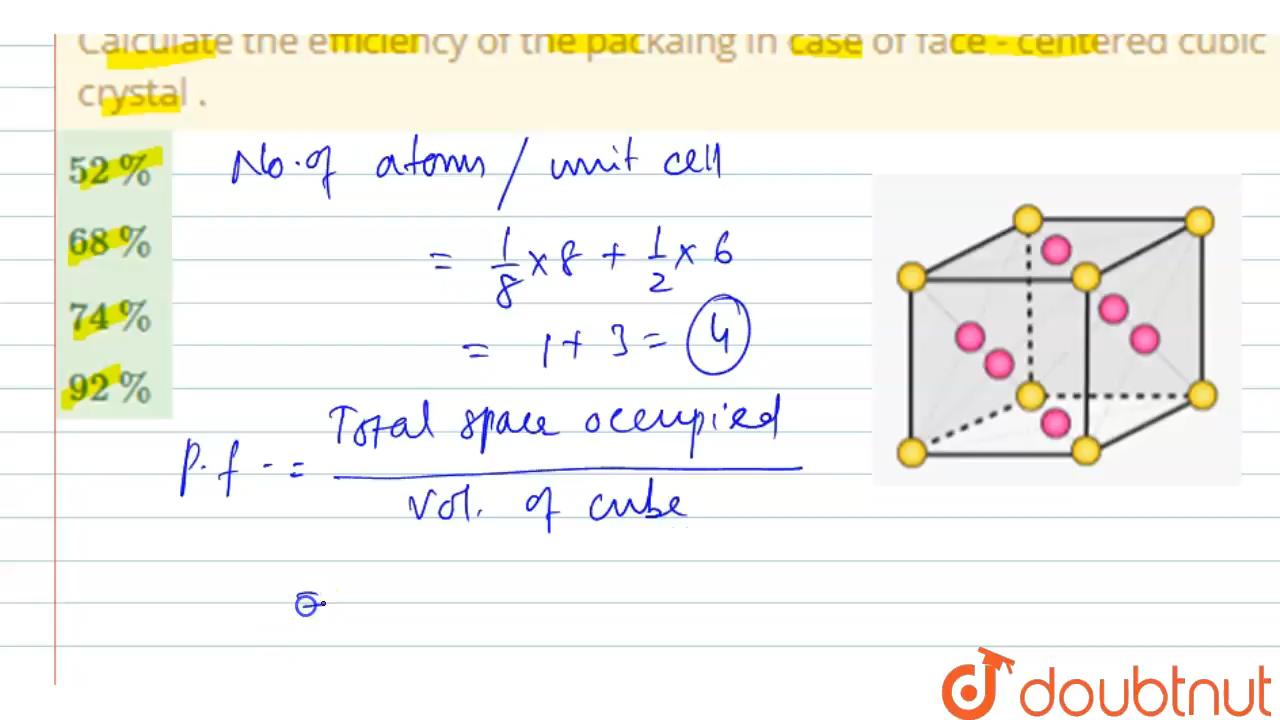 Calculate the efficiency of the packaing in case of face - centered cubic
crystal .
52 %
68 %
74 %
92 %
No. of atoms / unit cell
= 1/8 × 8 + 1/2 × 6
= 1 + 3 = 4
P. f. = Total space occupied / Vol. of cube
doubtnut